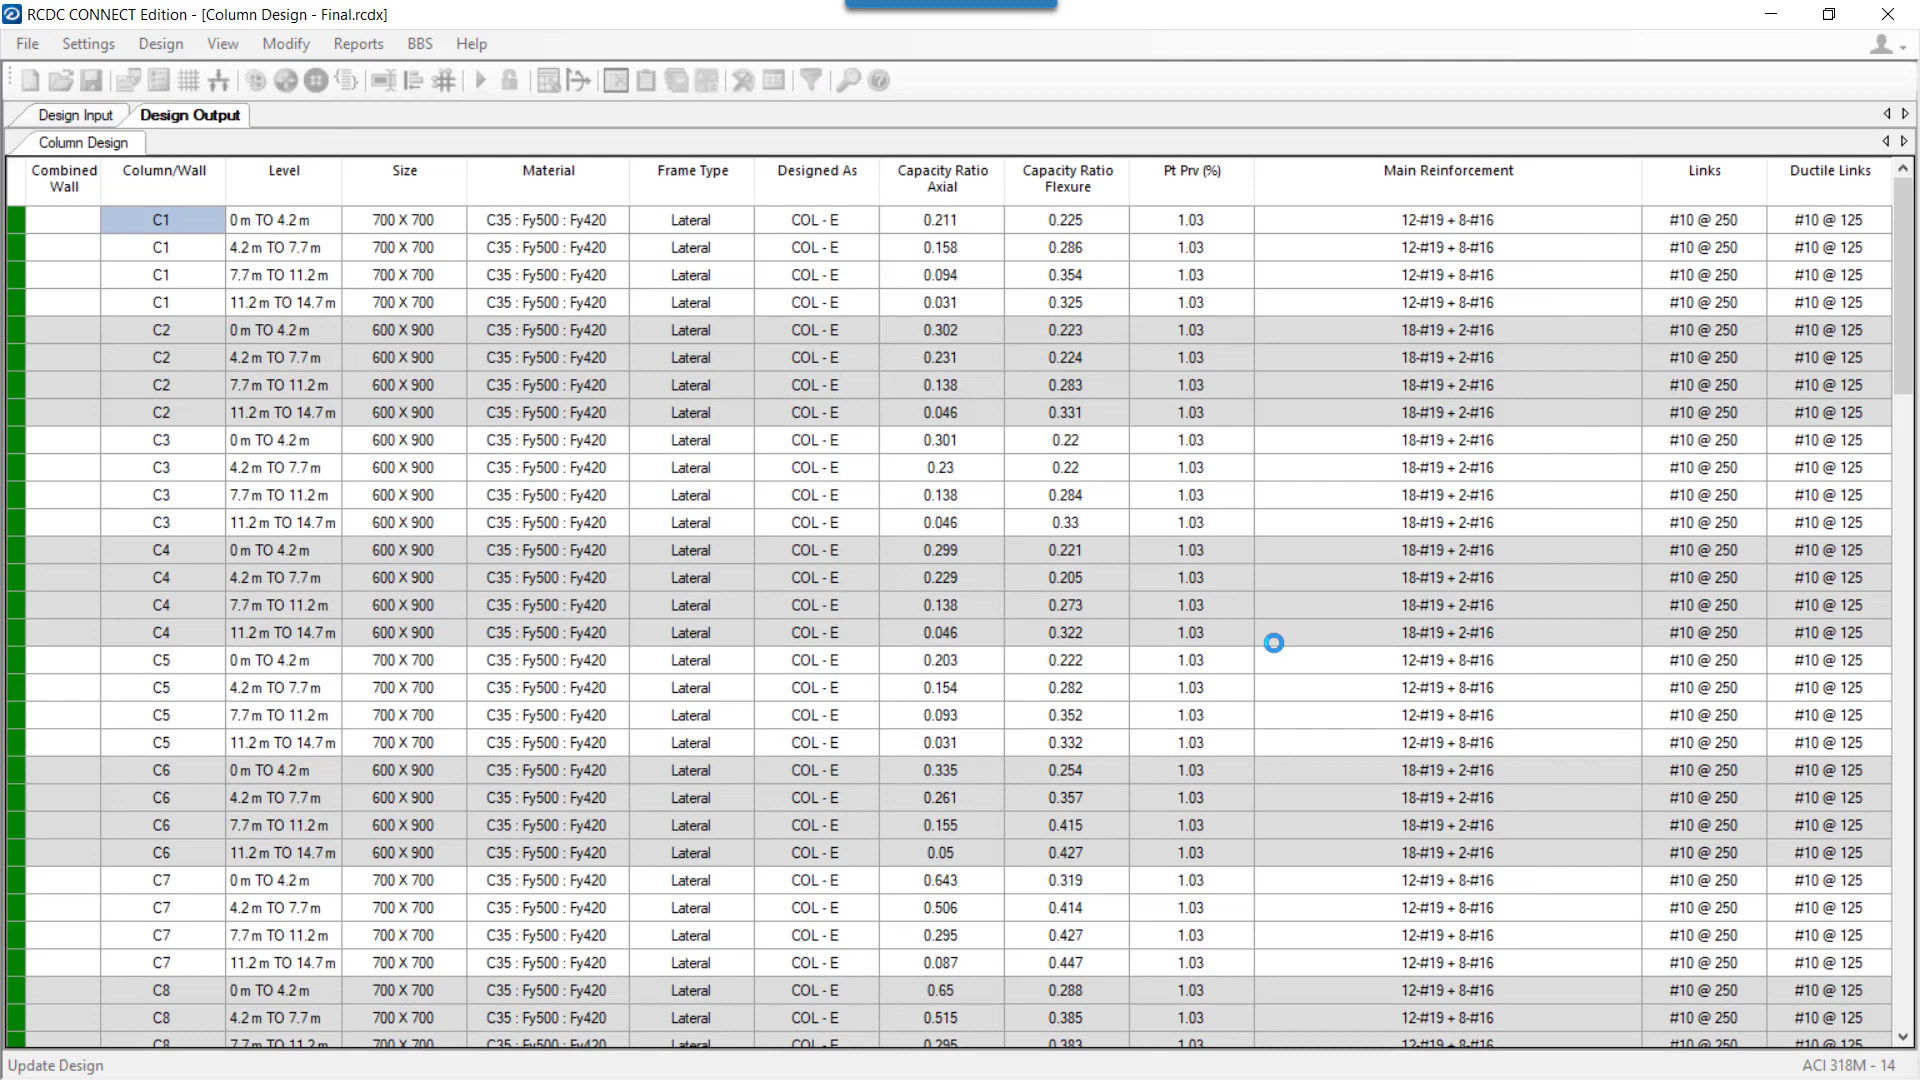 RCDC CONNECT Edition - [Column Design - Final.rcdx]
File Settings Design View Modify Reports BBS Help
Design Input Design Output
Column Design
Combined Wall Column/Wall Level Size Material Frame Type Designed As Capacity Ratio Axial Capacity Ratio Flexure Pt Prv (%) Main Reinforcement Links Ductile Links
C1 0 m TO 4.2 m 700 X 700 C35 : Fy500 : Fy420 Lateral COL - E 0.211 0.225 1.03 12-#19 + 8-#16 #10 @ 250 #10 @ 125
C1 4.2 m TO 7.7 m 700 X 700 C35 : Fy500 : Fy420 Lateral COL - E 0.158 0.286 1.03 12-#19 + 8-#16 #10 @ 250 #10 @ 125
C1 7.7 m TO 11.2 m 700 X 700 C35 : Fy500 : Fy420 Lateral COL - E 0.094 0.354 1.03 12-#19 + 8-#16 #10 @ 250 #10 @ 125
C1 11.2 m TO 14.7 m 700 X 700 C35 : Fy500 : Fy420 Lateral COL - E 0.031 0.325 1.03 12-#19 + 8-#16 #10 @ 250 #10 @ 125
C2 0 m TO 4.2 m 600 X 900 C35 : Fy500 : Fy420 Lateral COL - E 0.302 0.223 1.03 18-#19 + 2-#16 #10 @ 250 #10 @ 125
C2 4.2 m TO 7.7 m 600 X 900 C35 : Fy500 : Fy420 Lateral COL - E 0.231 0.224 1.03 18-#19 + 2-#16 #10 @ 250 #10 @ 125
C2 7.7 m TO 11.2 m 600 X 900 C35 : Fy500 : Fy420 Lateral COL - E 0.138 0.283 1.03 18-#19 + 2-#16 #10 @ 250 #10 @ 125
C2 11.2 m TO 14.7 m 600 X 900 C35 : Fy500 : Fy420 Lateral COL - E 0.046 0.331 1.03 18-#19 + 2-#16 #10 @ 250 #10 @ 125
C3 0 m TO 4.2 m 600 X 900 C35 : Fy500 : Fy420 Lateral COL - E 0.301 0.22 1.03 18-#19 + 2-#16 #10 @ 250 #10 @ 125
C3 4.2 m TO 7.7 m 600 X 900 C35 : Fy500 : Fy420 Lateral COL - E 0.23 0.22 1.03 18-#19 + 2-#16 #10 @ 250 #10 @ 125
C3 7.7 m TO 11.2 m 600 X 900 C35 : Fy500 : Fy420 Lateral COL - E 0.138 0.284 1.03 18-#19 + 2-#16 #10 @ 250 #10 @ 125
C3 11.2 m TO 14.7 m 600 X 900 C35 : Fy500 : Fy420 Lateral COL - E 0.046 0.33 1.03 18-#19 + 2-#16 #10 @ 250 #10 @ 125
C4 0 m TO 4.2 m 600 X 900 C35 : Fy500 : Fy420 Lateral COL - E 0.299 0.221 1.03 18-#19 + 2-#16 #10 @ 250 #10 @ 125
C4 4.2 m TO 7.7 m 600 X 900 C35 : Fy500 : Fy420 Lateral COL - E 0.229 0.205 1.03 18-#19 + 2-#16 #10 @ 250 #10 @ 125
C4 7.7 m TO 11.2 m 600 X 900 C35 : Fy500 : Fy420 Lateral COL - E 0.138 0.273 1.03 18-#19 + 2-#16 #10 @ 250 #10 @ 125
C4 11.2 m TO 14.7 m 600 X 900 C35 : Fy500 : Fy420 Lateral COL - E 0.046 0.322 1.03 18-#19 + 2-#16 #10 @ 250 #10 @ 125
C5 0 m TO 4.2 m 700 X 700 C35 : Fy500 : Fy420 Lateral COL - E 0.203 0.222 1.03 12-#19 + 8-#16 #10 @ 250 #10 @ 125
C5 4.2 m TO 7.7 m 700 X 700 C35 : Fy500 : Fy420 Lateral COL - E 0.154 0.282 1.03 12-#19 + 8-#16 #10 @ 250 #10 @ 125
C5 7.7 m TO 11.2 m 700 X 700 C35 : Fy500 : Fy420 Lateral COL - E 0.093 0.352 1.03 12-#19 + 8-#16 #10 @ 250 #10 @ 125
C5 11.2 m TO 14.7 m 700 X 700 C35 : Fy500 : Fy420 Lateral COL - E 0.031 0.332 1.03 12-#19 + 8-#16 #10 @ 250 #10 @ 125
C6 0 m TO 4.2 m 600 X 900 C35 : Fy500 : Fy420 Lateral COL - E 0.335 0.254 1.03 18-#19 + 2-#16 #10 @ 250 #10 @ 125
C6 4.2 m TO 7.7 m 600 X 900 C35 : Fy500 : Fy420 Lateral COL - E 0.261 0.357 1.03 18-#19 + 2-#16 #10 @ 250 #10 @ 125
C6 7.7 m TO 11.2 m 600 X 900 C35 : Fy500 : Fy420 Lateral COL - E 0.155 0.415 1.03 18-#19 + 2-#16 #10 @ 250 #10 @ 125
C6 11.2 m TO 14.7 m 600 X 900 C35 : Fy500 : Fy420 Lateral COL - E 0.05 0.427 1.03 18-#19 + 2-#16 #10 @ 250 #10 @ 125
C7 0 m TO 4.2 m 700 X 700 C35 : Fy500 : Fy420 Lateral COL - E 0.643 0.319 1.03 12-#19 + 8-#16 #10 @ 250 #10 @ 125
C7 4.2 m TO 7.7 m 700 X 700 C35 : Fy500 : Fy420 Lateral COL - E 0.506 0.414 1.03 12-#19 + 8-#16 #10 @ 250 #10 @ 125
C7 7.7 m TO 11.2 m 700 X 700 C35 : Fy500 : Fy420 Lateral COL - E 0.295 0.427 1.03 12-#19 + 8-#16 #10 @ 250 #10 @ 125
C7 11.2 m TO 14.7 m 700 X 700 C35 : Fy500 : Fy420 Lateral COL - E 0.087 0.447 1.03 12-#19 + 8-#16 #10 @ 250 #10 @ 125
C8 0 m TO 4.2 m 700 X 700 C35 : Fy500 : Fy420 Lateral COL - E 0.65 0.288 1.03 12-#19 + 8-#16 #10 @ 250 #10 @ 125
C8 4.2 m TO 7.7 m 700 X 700 C35 : Fy500 : Fy420 Lateral COL - E 0.515 0.385 1.03 12-#19 + 8-#16 #10 @ 250 #10 @ 125
C8 7.7 m TO 11.2 m 700 X 700 C35 : Fy500 : Fy420 Lateral COL - E 0.295 0.383 1.03 12-#19 + 8-#16 #10 @ 250 #10 @ 125
Update Design ACI 318M - 14